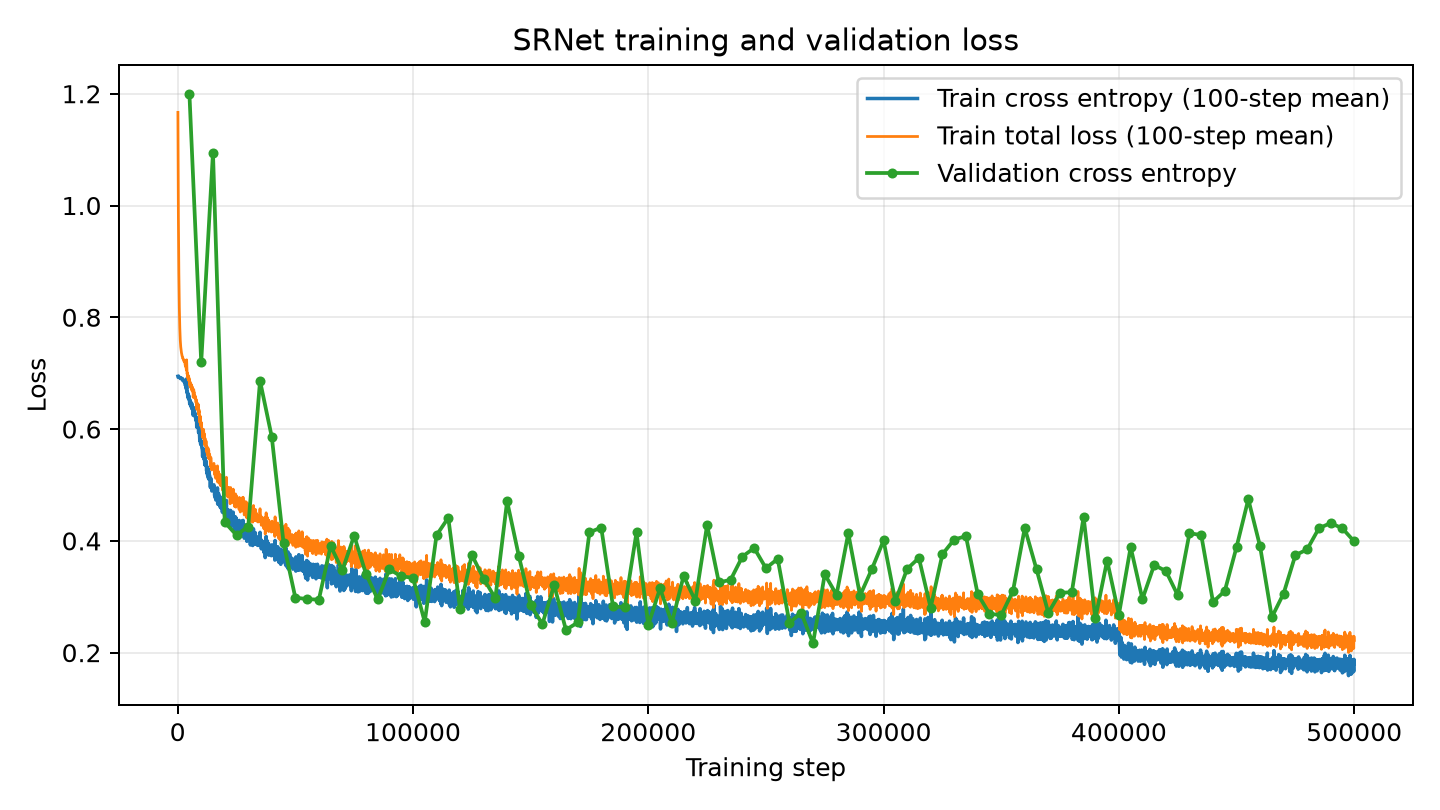 SRNet training and validation loss
Train cross entropy (100-step mean)
Train total loss (100-step mean)
Validation cross entropy
1.2
1.0
0.8
0.6
0.4
0.2
Loss
0
100000
200000
300000
400000
500000
Training step